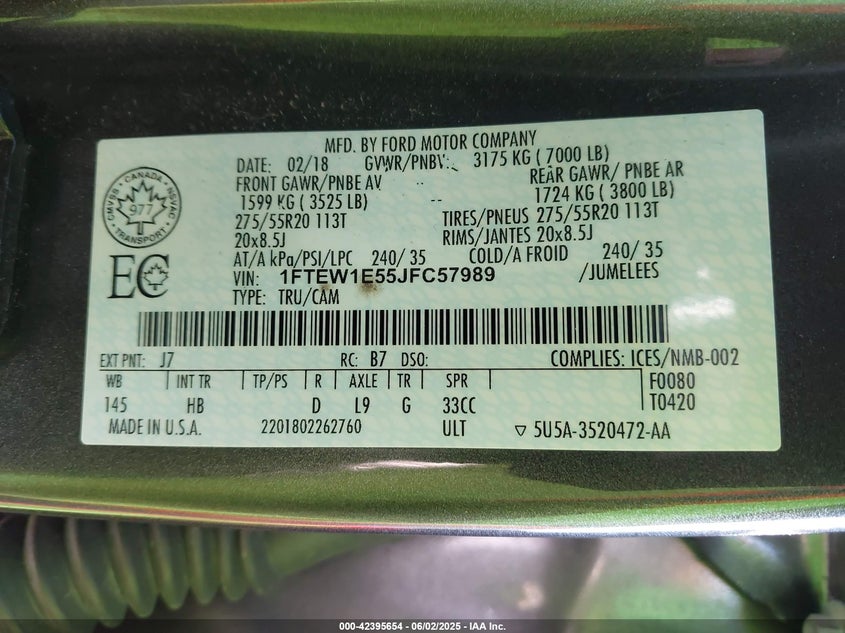 MFD. BY FORD MOTOR COMPANY
DATE: 02/18 GVWR/PNBV: 3175 KG ( 7000 LB)
FRONT GAWR/PNBE AV REAR GAWR/ PNBE AR
1599 KG ( 3525 LB) -- 1724 KG ( 3800 LB)
275/55R20 113T TIRES/PNEUS 275/55R20 113T
20x8.5J RIMS/JANTES 20x8.5J
AT/A kPa/PSI/LPC 240/ 35 COLD/A FROID 240/ 35
VIN: 1FTEW1E55JFC57989 /JUMELEES
TYPE: TRU/CAM
CANADA
CMVSS NSVAC
977
TRANSPORT
EC
EXT PNT: J7 RC: B7 DSO: COMPLIES: ICES/NMB-002
WB INT TR TP/PS R AXLE TR SPR F0080
145 HB D L9 G 33CC T0420
MADE IN U.S.A. 2201802262760 ULT ▽ 5U5A-3520472-AA
000-42395654 - 06/02/2025 - IAA Inc.